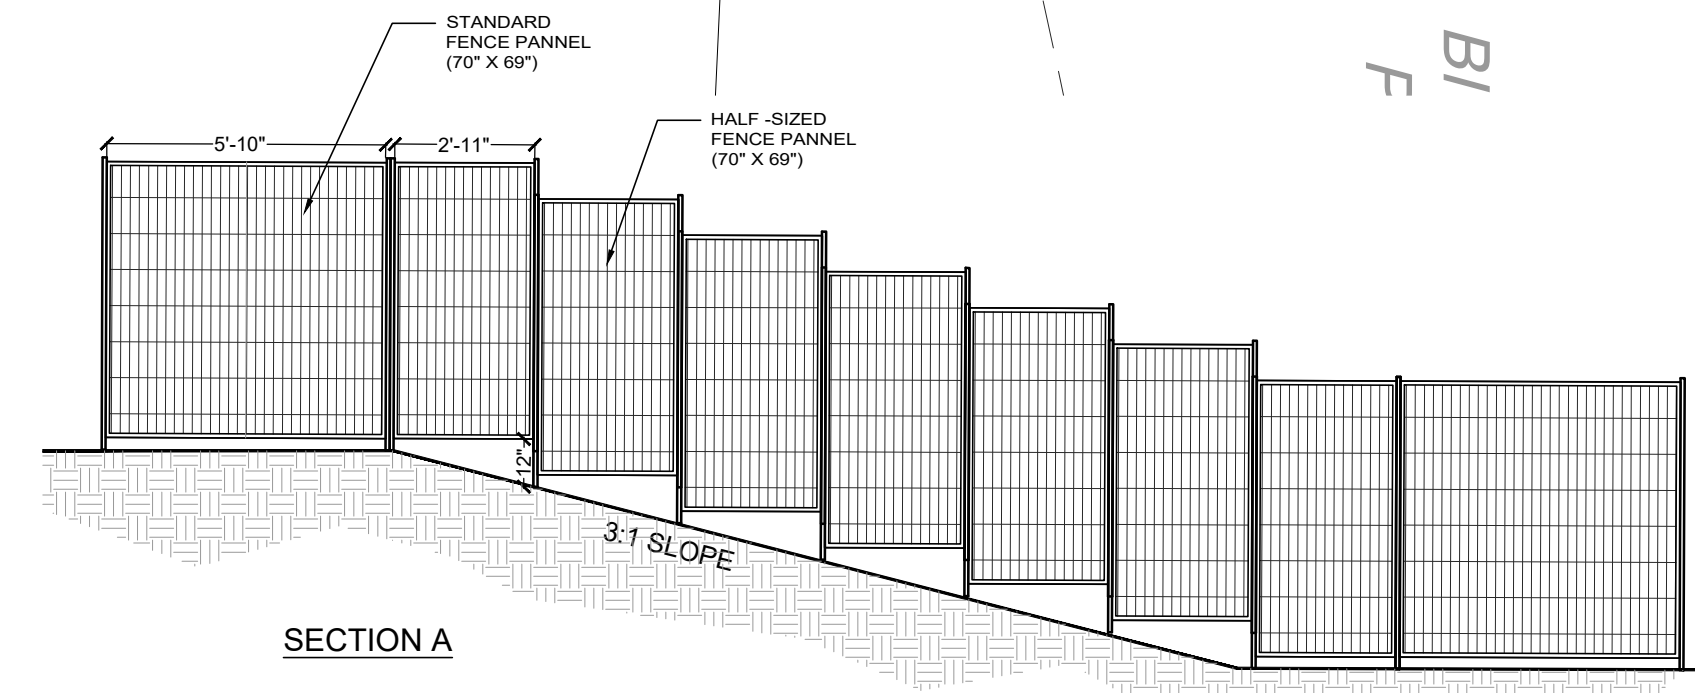 STANDARD
FENCE PANNEL
(70" X 69")
HALF -SIZED
FENCE PANNEL
(70" X 69")
BI
F
5'-10"
2'-11"
12"
3:1 SLOPE
SECTION A